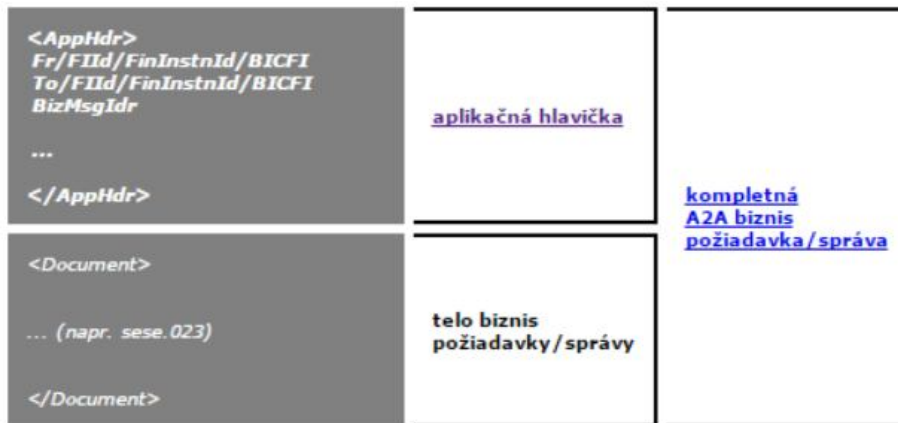 <AppHdr>
Fr/FIId/FinInstnId/BICFI
To/FIId/FinInstnId/BICFI
BizMsgIdr
...
</AppHdr>
aplikačná hlavička
kompletná
A2A biznis
požiadavka/správa
<Document>
... (napr. sese.023)
</Document>
telo biznis
požiadavky/správy